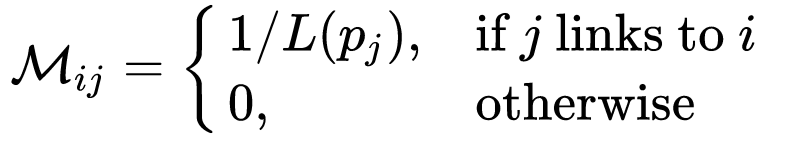 ℳᵢⱼ = { 1/L(pⱼ), if j links to i
0, otherwise